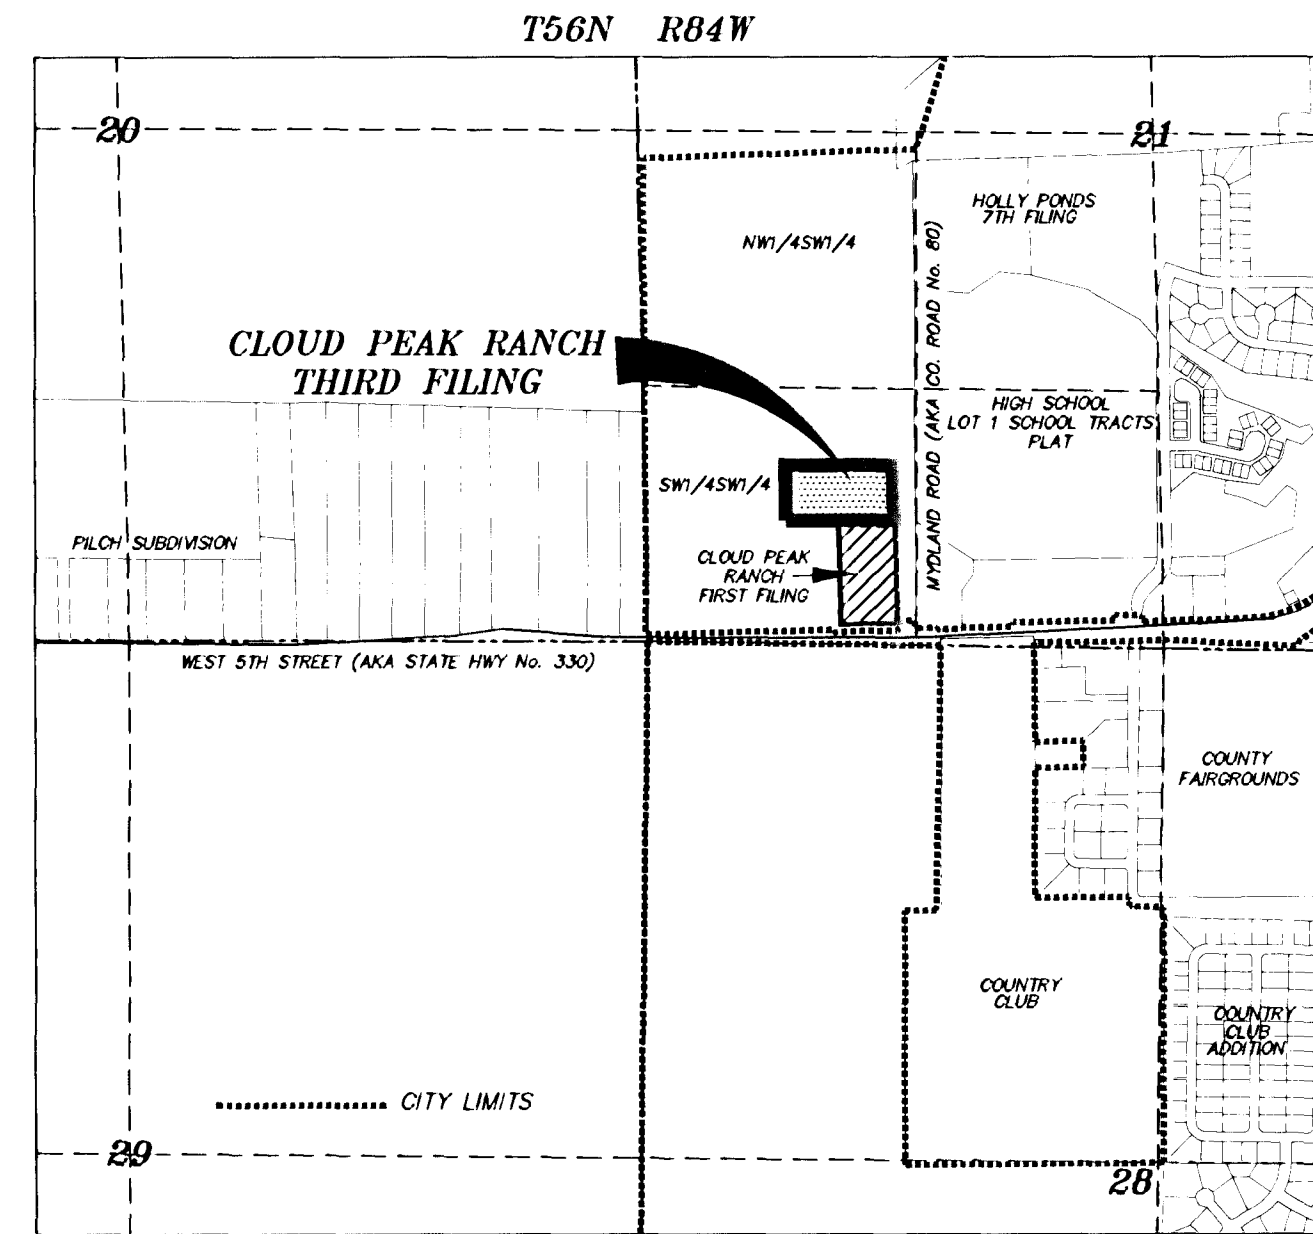 T56N R84W
20
21
HOLLY PONDS
7TH FILING
NW1/4SW1/4
MYDLAND ROAD (AKA CO. ROAD No. 80)
CLOUD PEAK RANCH
THIRD FILING
HIGH SCHOOL
LOT 1 SCHOOL TRACTS
PLAT
SW1/4SW1/4
PILCH SUBDIVISION
CLOUD PEAK
RANCH
FIRST FILING
WEST 5TH STREET (AKA STATE HWY No. 330)
COUNTY
FAIRGROUNDS
COUNTRY
CLUB
COUNTRY
CLUB
ADDITION
CITY LIMITS
29
28